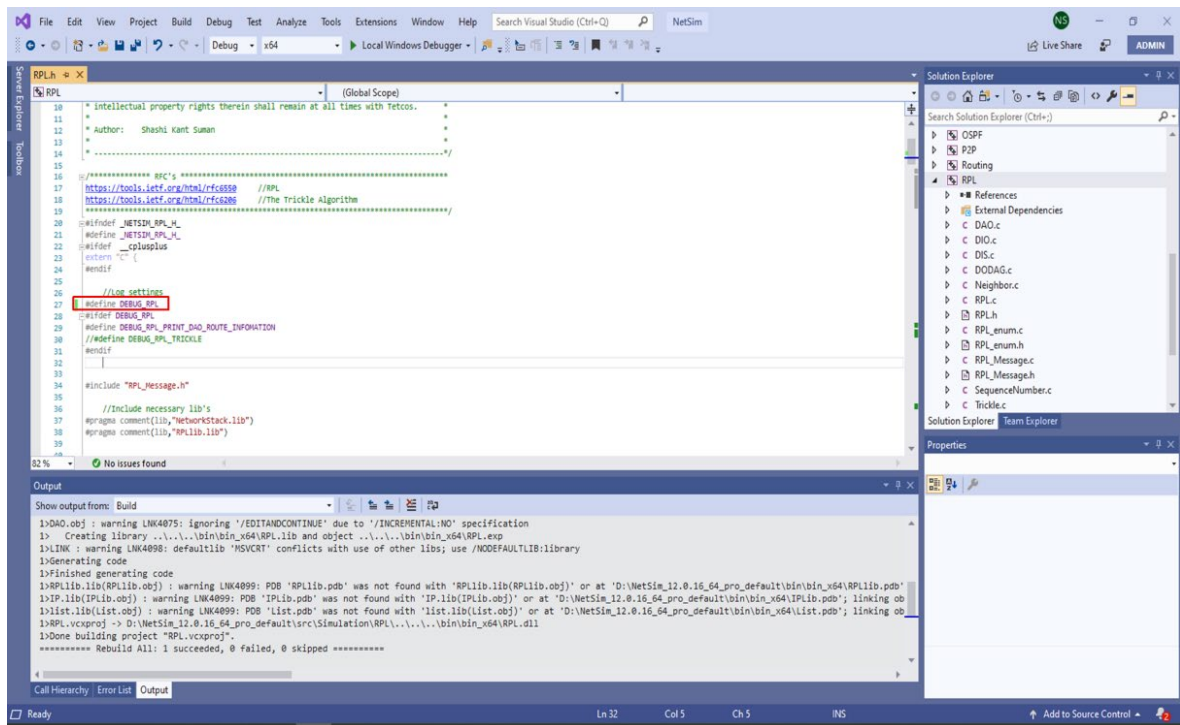 File Edit View Project Build Debug Test Analyze Tools Extensions Window Help Search Visual Studio (Ctrl+Q) NetSim NS
Debug x64 Local Windows Debugger Live Share ADMIN
Server Explorer
Toolbox
RPL.h
RPL (Global Scope)
10 * intellectual property rights therein shall remain at all times with Tetcos. *
11 * *
12 * Author: Shashi Kant Suman *
13 * *
14 * ---------------------------------------------------------------------------------*/
15
16 /************** RFC's ***************************************************************
17 https://tools.ietf.org/html/rfc6550 //RPL
18 https://tools.ietf.org/html/rfc6206 //The Trickle Algorithm
19 ************************************************************************************/
20 #ifndef _NETSIM_RPL_H_
21 #define _NETSIM_RPL_H_
22 #ifdef __cplusplus
23 extern "C" {
24 #endif
25
26 //Log settings
27 #define DEBUG_RPL
28 #ifdef DEBUG_RPL
29 #define DEBUG_RPL_PRINT_DAO_ROUTE_INFOMATION
30 //#define DEBUG_RPL_TRICKLE
31 #endif
32
33
34 #include "RPL_Message.h"
35
36 //Include necessary lib's
37 #pragma comment(lib,"NetworkStack.lib")
38 #pragma comment(lib,"RPLlib.lib")
39
82 % No issues found
Output
Show output from: Build
1>DAO.obj : warning LNK4075: ignoring '/EDITANDCONTINUE' due to '/INCREMENTAL:NO' specification
1> Creating library ..\..\..\bin\bin_x64\RPL.lib and object ..\..\..\bin\bin_x64\RPL.exp
1>LINK : warning LNK4098: defaultlib 'MSVCRT' conflicts with use of other libs; use /NODEFAULTLIB:library
1>Generating code
1>Finished generating code
1>RPLlib.lib(RPLlib.obj) : warning LNK4099: PDB 'RPLlib.pdb' was not found with 'RPLlib.lib(RPLlib.obj)' or at 'D:\NetSim_12.0.16_64_pro_default\bin\bin_x64\RPLlib.pdb'
1>IP.lib(IPLib.obj) : warning LNK4099: PDB 'IPLib.pdb' was not found with 'IP.lib(IPLib.obj)' or at 'D:\NetSim_12.0.16_64_pro_default\bin\bin_x64\IPLib.pdb'; linking ob
1>list.lib(List.obj) : warning LNK4099: PDB 'List.pdb' was not found with 'list.lib(List.obj)' or at 'D:\NetSim_12.0.16_64_pro_default\bin\bin_x64\List.pdb'; linking ob
1>RPL.vcxproj -> D:\NetSim_12.0.16_64_pro_default\src\Simulation\RPL\..\..\..\bin\bin_x64\RPL.dll
1>Done building project "RPL.vcxproj".
========== Rebuild All: 1 succeeded, 0 failed, 0 skipped ==========
Call Hierarchy Error List Output
Solution Explorer
Search Solution Explorer (Ctrl+;)
OSPF
P2P
Routing
RPL
References
External Dependencies
C DAO.c
C DIO.c
C DIS.c
C DODAG.c
C Neighbor.c
C RPL.c
RPL.h
C RPL_enum.c
RPL_enum.h
C RPL_Message.c
RPL_Message.h
C SequenceNumber.c
C Trickle.c
Solution Explorer Team Explorer
Properties
Ready Ln 32 Col 5 Ch 5 INS Add to Source Control 2